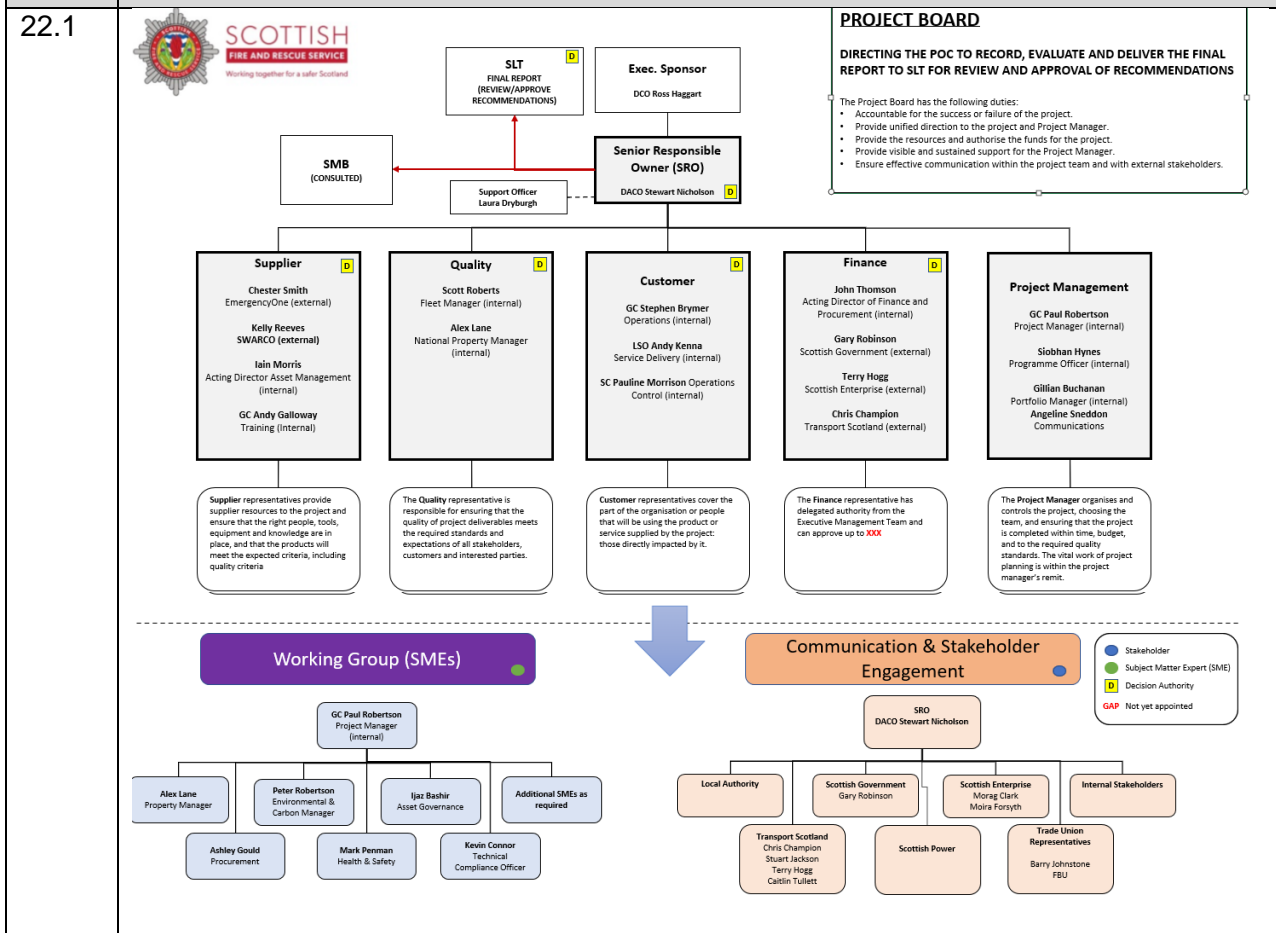 22.1
SCOTTISH
FIRE AND RESCUE SERVICE
Working together for a safer Scotland
SLT
D
FINAL REPORT
(REVIEW/APPROVE
RECOMMENDATIONS)
Exec. Sponsor
DCO Ross Haggart
PROJECT BOARD
DIRECTING THE POC TO RECORD, EVALUATE AND DELIVER THE FINAL
REPORT TO SLT FOR REVIEW AND APPROVAL OF RECOMMENDATIONS
The Project Board has the following duties:
• Accountable for the success or failure of the project.
• Provide unified direction to the project and Project Manager.
• Provide the resources and authorise the funds for the project.
• Provide visible and sustained support for the Project Manager.
• Ensure effective communication within the project team and with external stakeholders.
SMB
(CONSULTED)
Senior Responsible
Owner (SRO)
DACO Stewart Nicholson
D
Support Officer
Laura Dryburgh
Supplier
D
Chester Smith
EmergencyOne (external)
Kelly Reeves
SWARCO (external)
Iain Morris
Acting Director Asset Management
(internal)
GC Andy Galloway
Training (Internal)
Quality
D
Scott Roberts
Fleet Manager (internal)
Alex Lane
National Property Manager
(internal)
Customer
D
GC Stephen Brymer
Operations (internal)
LSO Andy Kenna
Service Delivery (internal)
SC Pauline Morrison Operations
Control (internal)
Finance
D
John Thomson
Acting Director of Finance and
Procurement (internal)
Gary Robinson
Scottish Government (external)
Terry Hogg
Scottish Enterprise (external)
Chris Champion
Transport Scotland (external)
Project Management
GC Paul Robertson
Project Manager (internal)
Siobhan Hynes
Programme Officer (internal)
Gillian Buchanan
Portfolio Manager (internal)
Angeline Sneddon
Communications
Supplier representatives provide
supplier resources to the project and
ensure that the right people, tools,
equipment and knowledge are in
place, and that the products will
meet the expected criteria, including
quality criteria
The Quality representative is
responsible for ensuring that the
quality of project deliverables meets
the required standards and
expectations of all stakeholders,
customers and interested parties.
Customer representatives cover the
part of the organisation or people
that will be using the product or
service supplied by the project:
those directly impacted by it.
The Finance representative has
delegated authority from the
Executive Management Team and
can approve up to XXX
The Project Manager organises and
controls the project, choosing the
team, and ensuring that the project
is completed within time, budget,
and to the required quality
standards. The vital work of project
planning is within the project
manager's remit.
Working Group (SMEs)
Communication & Stakeholder
Engagement
Stakeholder
Subject Matter Expert (SME)
D Decision Authority
GAP Not yet appointed
GC Paul Robertson
Project Manager
(internal)
Alex Lane
Property Manager
Peter Robertson
Environmental &
Carbon Manager
Ijaz Bashir
Asset Governance
Additional SMEs as
required
Ashley Gould
Procurement
Mark Penman
Health & Safety
Kevin Connor
Technical
Compliance Officer
SRO
DACO Stewart Nicholson
Local Authority
Scottish Government
Gary Robinson
Scottish Enterprise
Morag Clark
Moira Forsyth
Internal Stakeholders
Transport Scotland
Chris Champion
Stuart Jackson
Terry Hogg
Caitlin Tullett
Scottish Power
Trade Union
Representatives
Barry Johnstone
FBU